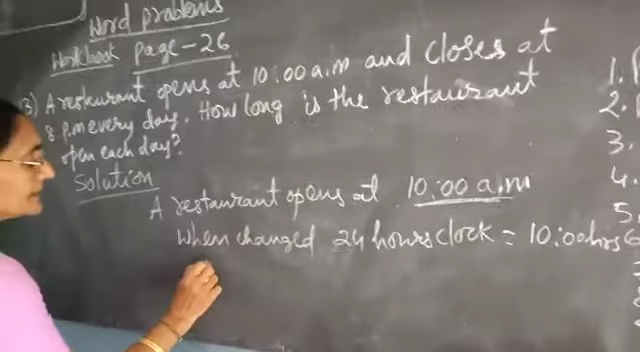 Word problems
Workbook Page-26
3) A restaurant opens at 10:00 a.m and closes at
8 p.m every day. How long is the restaurant
open each day?
Solution
A restaurant opens at 10:00 a.m
When changed 24 hours clock = 10:00hrs
1.
2.
3.
4.
5.